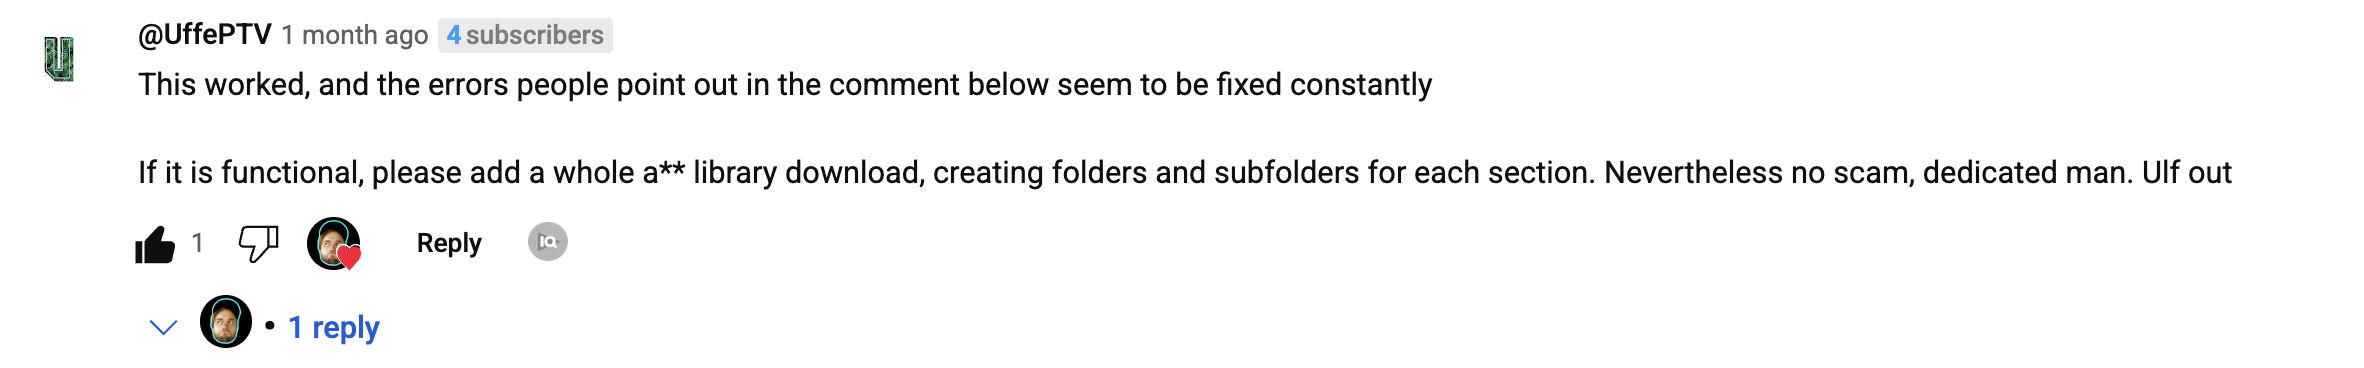 @UffePTV 1 month ago 4 subscribers
This worked, and the errors people point out in the comment below seem to be fixed constantly
If it is functional, please add a whole a** library download, creating folders and subfolders for each section. Nevertheless no scam, dedicated man. Ulf out
1 Reply IQ
• 1 reply